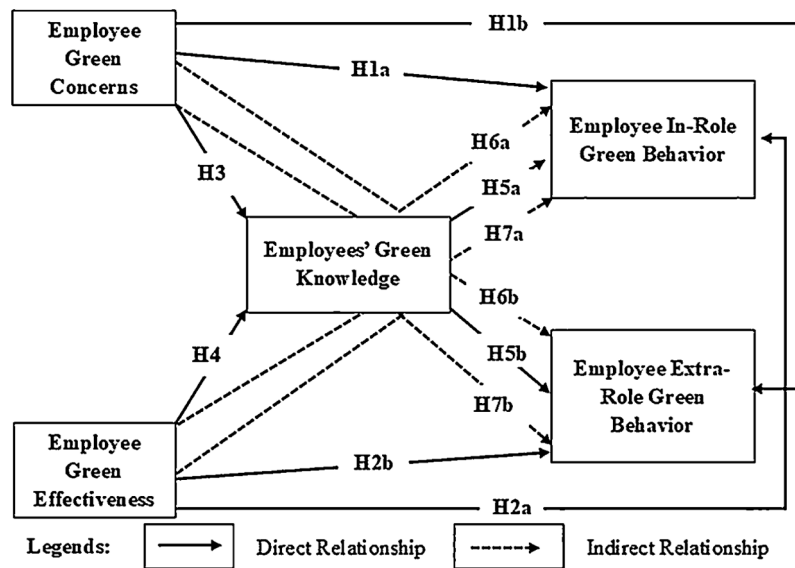 Employee
Green
Concerns
H1b
H1a
Employee In-Role
Green Behavior
H6a
H3
H5a
Employees' Green
Knowledge
H7a
H6b
H4
H5b
Employee Extra-
Role Green
Behavior
H7b
Employee
Green
Effectiveness
H2b
H2a
Legends:
Direct Relationship
Indirect Relationship